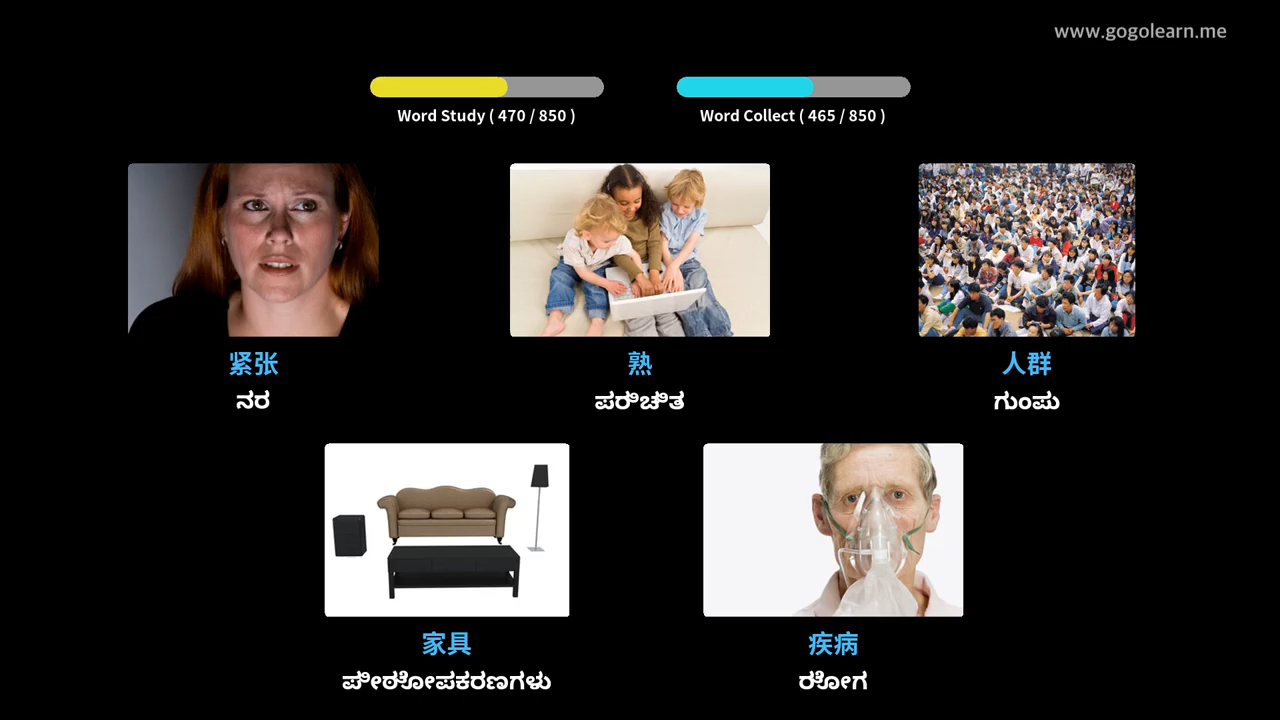 www.gogolearn.me
Word Study ( 470 / 850 )
Word Collect ( 465 / 850 )
紧张
ನರ
熟
ಪರಿಚಿತ
人群
ಗುಂಪು
家具
ಪೀಠೋಪಕರಣಗಳು
疾病
ರೋಗ